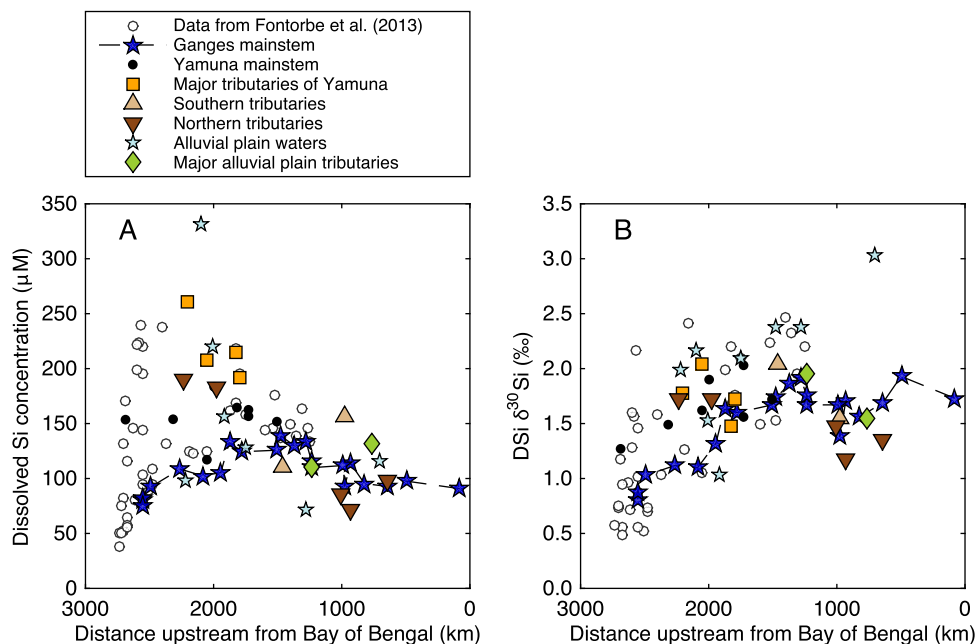 Data from Fontorbe et al. (2013)
Ganges mainstem
Yamuna mainstem
Major tributaries of Yamuna
Southern tributaries
Northern tributaries
Alluvial plain waters
Major alluvial plain tributaries
A
Dissolved Si concentration (μM)
350
300
250
200
150
100
50
0
3000 2000 1000 0
Distance upstream from Bay of Bengal (km)
B
DSi δ³⁰Si (‰)
3.5
3.0
2.5
2.0
1.5
1.0
0.5
0.0
3000 2000 1000 0
Distance upstream from Bay of Bengal (km)